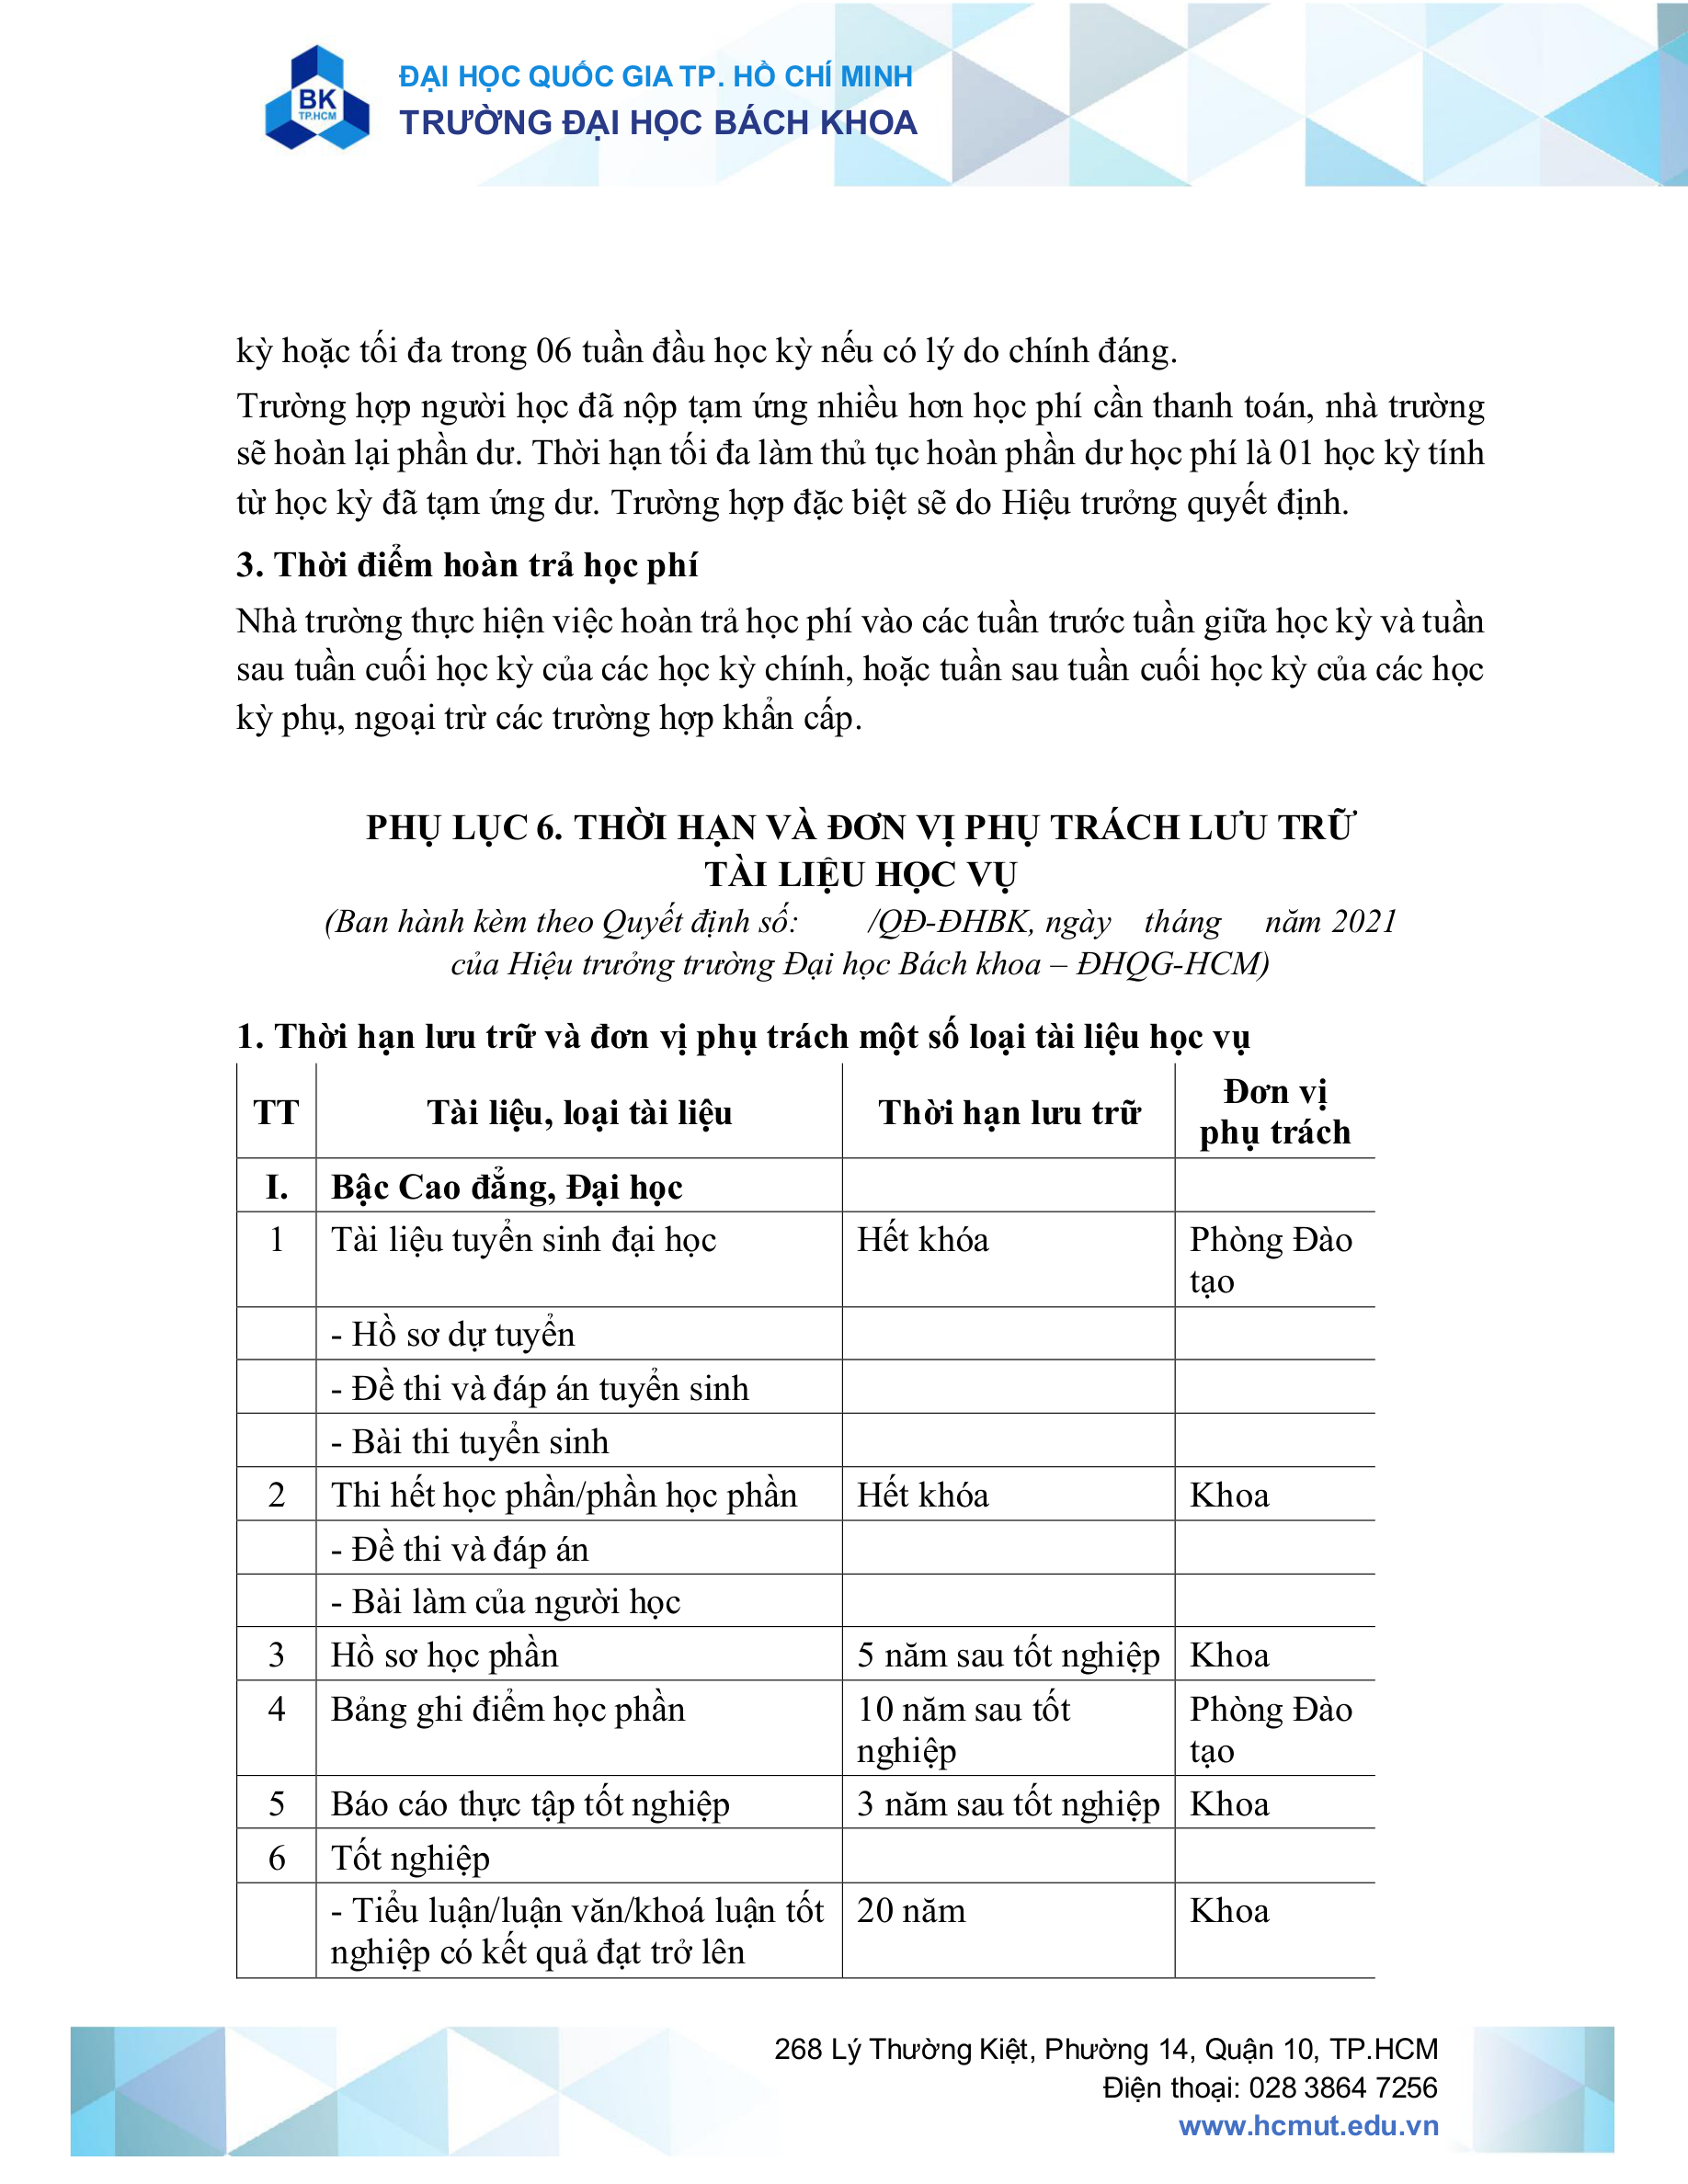 BK
TP.HCM
ĐẠI HỌC QUỐC GIA TP. HỒ CHÍ MINH
TRƯỜNG ĐẠI HỌC BÁCH KHOA
kỳ hoặc tối đa trong 06 tuần đầu học kỳ nếu có lý do chính đáng.
Trường hợp người học đã nộp tạm ứng nhiều hơn học phí cần thanh toán, nhà trường
sẽ hoàn lại phần dư. Thời hạn tối đa làm thủ tục hoàn phần dư học phí là 01 học kỳ tính
từ học kỳ đã tạm ứng dư. Trường hợp đặc biệt sẽ do Hiệu trưởng quyết định.
3. Thời điểm hoàn trả học phí
Nhà trường thực hiện việc hoàn trả học phí vào các tuần trước tuần giữa học kỳ và tuần
sau tuần cuối học kỳ của các học kỳ chính, hoặc tuần sau tuần cuối học kỳ của các học
kỳ phụ, ngoại trừ các trường hợp khẩn cấp.
PHỤ LỤC 6. THỜI HẠN VÀ ĐƠN VỊ PHỤ TRÁCH LƯU TRỮ
TÀI LIỆU HỌC VỤ
(Ban hành kèm theo Quyết định số: /QĐ-ĐHBK, ngày tháng năm 2021
của Hiệu trưởng trường Đại học Bách khoa – ĐHQG-HCM)
1. Thời hạn lưu trữ và đơn vị phụ trách một số loại tài liệu học vụ
TT Tài liệu, loại tài liệu Thời hạn lưu trữ Đơn vị
phụ trách
I. Bậc Cao đẳng, Đại học
1 Tài liệu tuyển sinh đại học Hết khóa Phòng Đào
tạo
- Hồ sơ dự tuyển
- Đề thi và đáp án tuyển sinh
- Bài thi tuyển sinh
2 Thi hết học phần/phần học phần Hết khóa Khoa
- Đề thi và đáp án
- Bài làm của người học
3 Hồ sơ học phần 5 năm sau tốt nghiệp Khoa
4 Bảng ghi điểm học phần 10 năm sau tốt Phòng Đào
nghiệp tạo
5 Báo cáo thực tập tốt nghiệp 3 năm sau tốt nghiệp Khoa
6 Tốt nghiệp
- Tiểu luận/luận văn/khoá luận tốt 20 năm Khoa
nghiệp có kết quả đạt trở lên
268 Lý Thường Kiệt, Phường 14, Quận 10, TP.HCM
Điện thoại: 028 3864 7256
www.hcmut.edu.vn